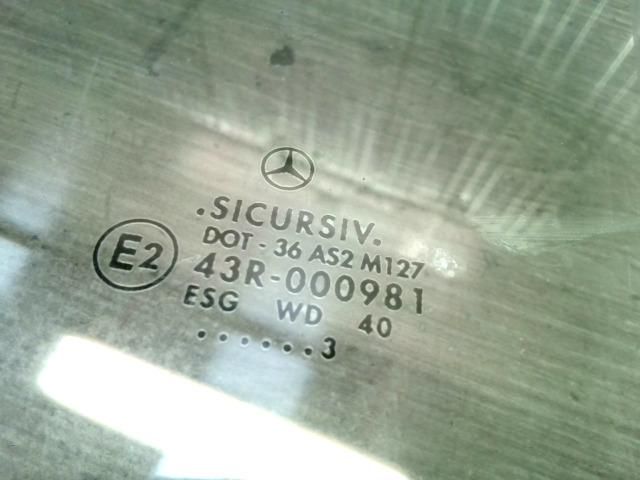 .SICURSIV.
DOT - 36 AS2 M127
E2 43R-000981
ESG WD 40
......3